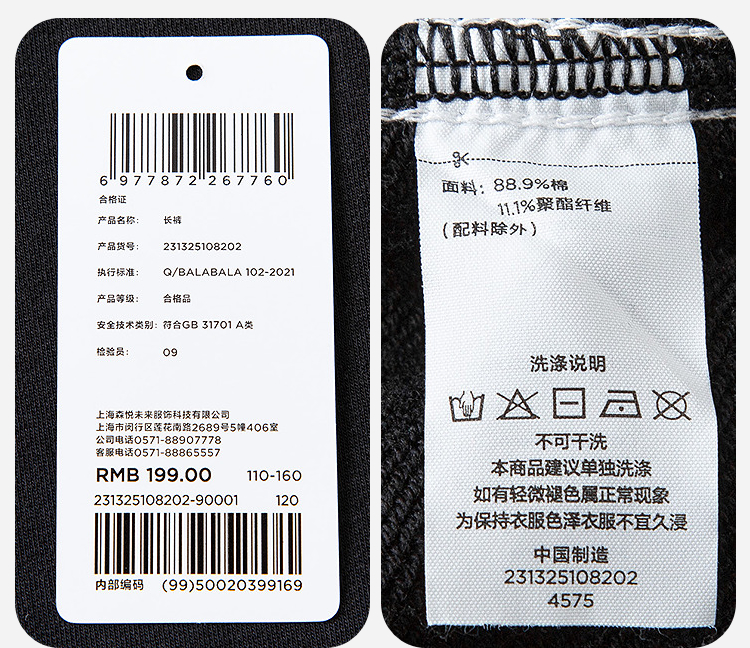 6 977872 267760
合格证
产品名称: 长裤
产品货号: 231325108202
执行标准: Q/BALABALA 102-2021
产品等级: 合格品
安全技术类别: 符合GB 31701 A类
检验员: 09
上海森悦未来服饰科技有限公司
上海市闵行区莲花南路2689号5幢406室
公司电话0571-88907778
客服电话0571-88865557
RMB 199.00 110-160
231325108202-90001 120
内部编码 (99)50020399169
面料: 88.9%棉
11.1%聚酯纤维
(配料除外)
洗涤说明
不可干洗
本商品建议单独洗涤
如有轻微褪色属正常现象
为保持衣服色泽衣服不宜久浸
中国制造
231325108202
4575